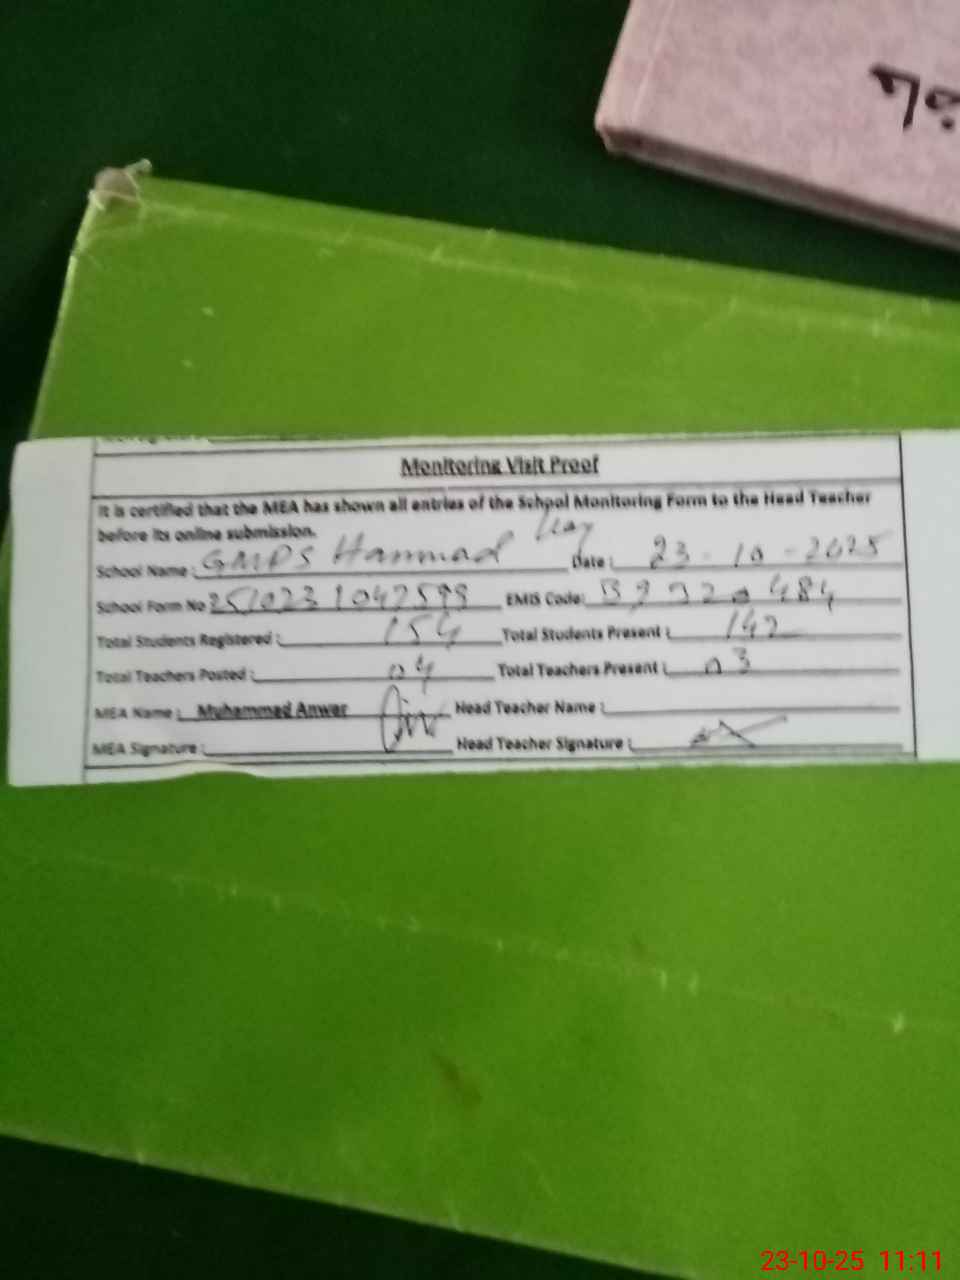 Monitoring Visit Proof
It is certified that the MEA has shown all entries of the School Monitoring Form to the Head Teacher
before its online submission.
School Name: GMPS Hammad Date: 23-10-2025
School Form No 251023 1047598 EMIS Code:
Total Students Registered: 154 Total Students Present: 142
Total Teachers Posted: 04 Total Teachers Present: 03
MEA Name: Muhammad Anwar Head Teacher Name:
MEA Signature: Head Teacher Signature:
23-10-25 11:11